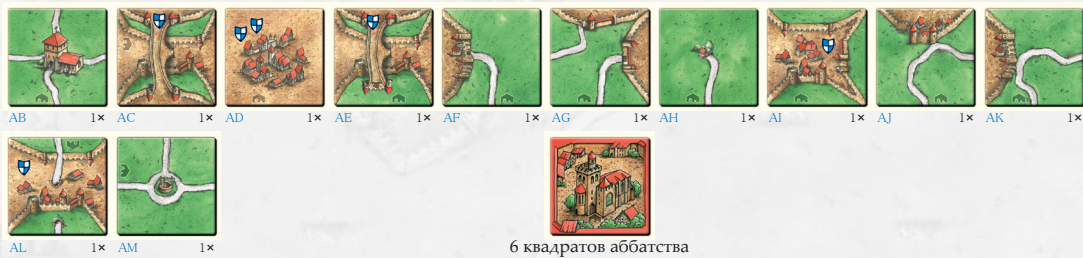 AB 1× AC 1× AD 1× AE 1× AF 1× AG 1× AH 1× AI 1× AJ 1× AK 1×
AL 1× AM 1×
6 квадратов аббатства